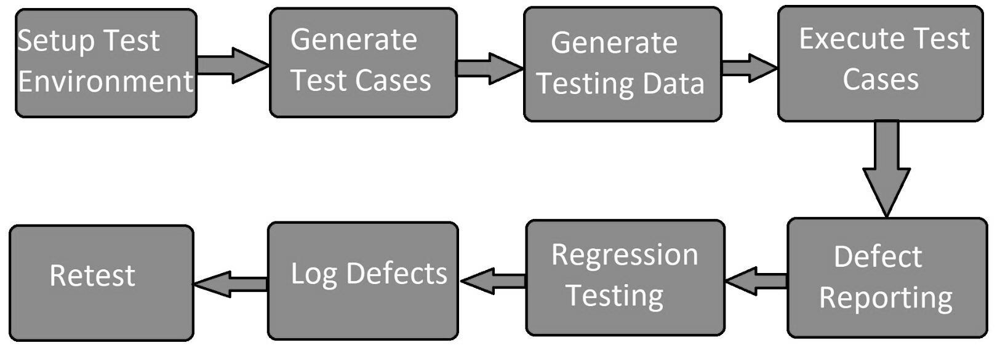 Setup Test
Environment
Generate
Test Cases
Generate
Testing Data
Execute Test
Cases
Defect
Reporting
Regression
Testing
Log Defects
Retest